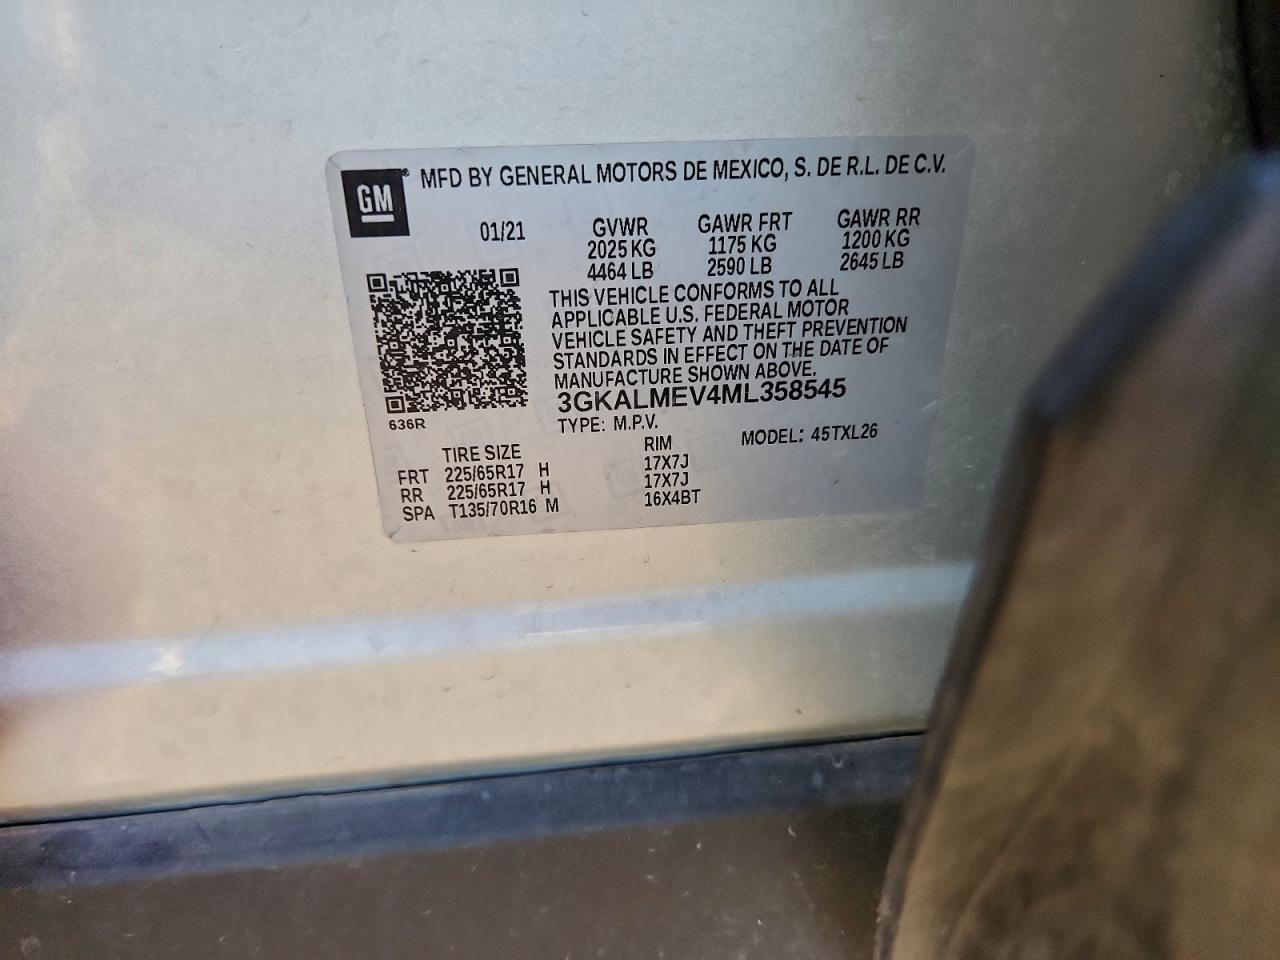 GM® MFD BY GENERAL MOTORS DE MEXICO, S. DE R.L. DE C.V.
01/21 GVWR GAWR FRT GAWR RR
2025 KG 1175 KG 1200 KG
4464 LB 2590 LB 2645 LB
THIS VEHICLE CONFORMS TO ALL
APPLICABLE U.S. FEDERAL MOTOR
VEHICLE SAFETY AND THEFT PREVENTION
STANDARDS IN EFFECT ON THE DATE OF
MANUFACTURE SHOWN ABOVE.
3GKALMEV4ML358545
636R
TYPE: M.P.V. MODEL: 45TXL26
TIRE SIZE RIM
FRT 225/65R17 H 17X7J
RR 225/65R17 H 17X7J
SPA T135/70R16 M 16X4BT